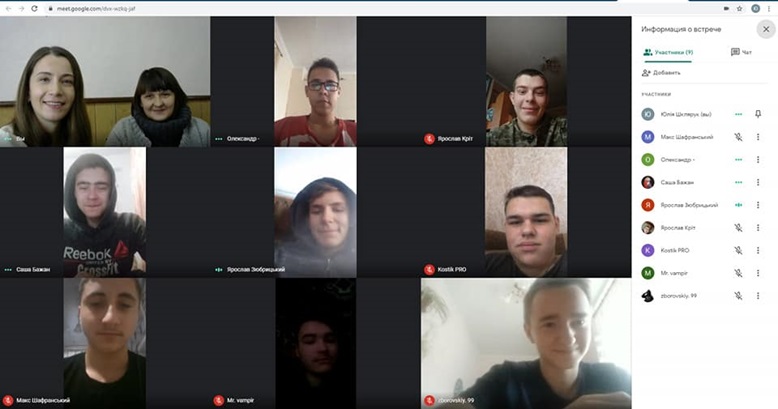 meet.google.com/dsv-wzkq-jaf
Информация о встрече
Участники (9)
Чат
Добавить
УЧАСТНИКИ
Юлія Шклярук (вы)
Макс Шафранський
Олександр -
Саша Бажан
Ярослав Зюбрицький
Ярослав Кріт
Kostik PRO
Mr. vampir
zborovskiy. 99
Вы
Олександр -
Ярослав Кріт
Reebok
CrossFit
Саша Бажан
Ярослав Зюбрицький
Kostik PRO
Макс Шафранський
Mr. vampir
zborovskiy. 99